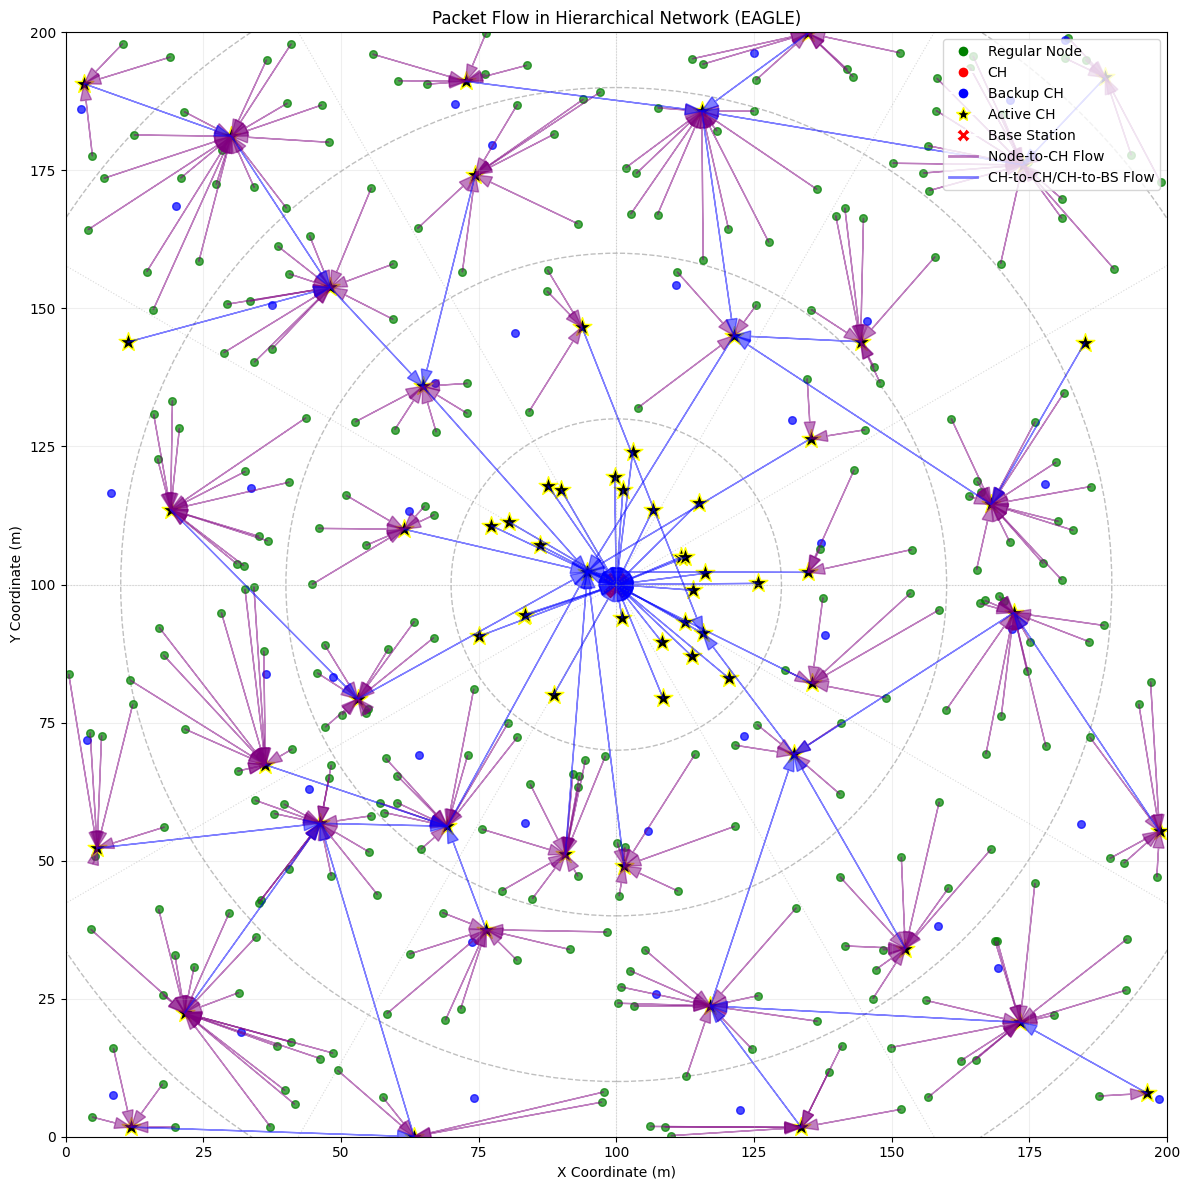 Packet Flow in Hierarchical Network (EAGLE)
200
175
150
125
100
75
50
25
0
Y Coordinate (m)
Regular Node
CH
Backup CH
Active CH
Base Station
Node-to-CH Flow
CH-to-CH/CH-to-BS Flow
0 25 50 75 100 125 150 175 200
X Coordinate (m)